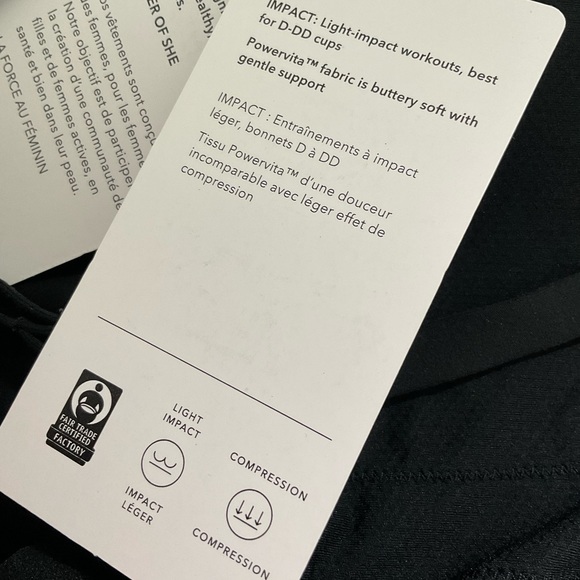 ER OF SHE
os vêtements sont conç
des femmes, pour les femme
Notre objectif est de participe
la création d'une communauté de
filles et de femmes actives, en
santé et bien dans leur peau.
A FORCE AU FÉMININ
IMPACT: Light-impact workouts, best
for D-DD cups
Powervita™ fabric is buttery soft with
gentle support
IMPACT : Entraînements à impact
léger, bonnets D à DD
Tissu Powervita™ d'une douceur
incomparable avec léger effet de
compression
FAIR TRADE
CERTIFIED
FACTORY
LIGHT
IMPACT
IMPACT
LÉGER
COMPRESSION
COMPRESSION